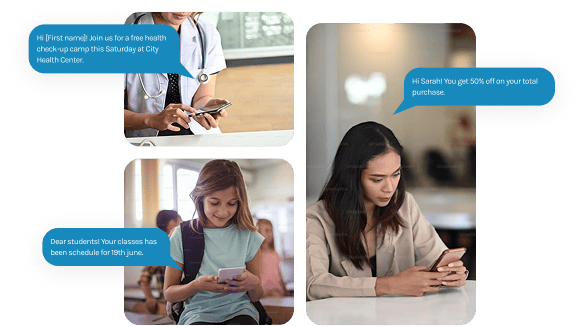 Hi [First name]! Join us for a free health
check-up camp this Saturday at City
Health Center.
Hi Sarah! You get 50% off on your total
purchase.
Dear students! Your classes has
been schedule for 19th june.